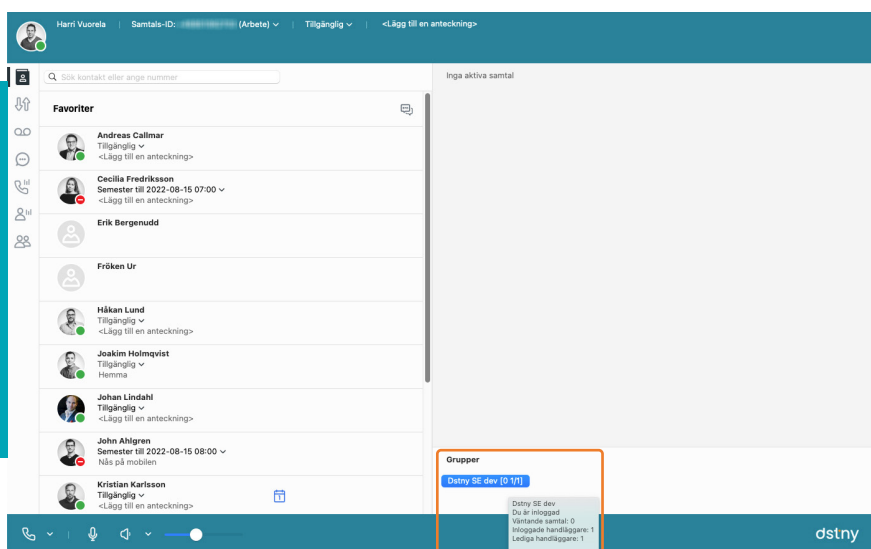 Harri Vuorela | Samtals-ID: (Arbete) | Tillgänglig | <Lägg till en anteckning>
Sök kontakt eller ange nummer
Inga aktiva samtal
Favoriter
Andreas Callmar
Tillgänglig
<Lägg till en anteckning>
Cecilia Fredriksson
Semester till 2022-08-15 07:00
<Lägg till en anteckning>
Erik Bergenudd
Fröken Ur
Håkan Lund
Tillgänglig
<Lägg till en anteckning>
Joakim Holmqvist
Tillgänglig
Hemma
Johan Lindahl
Tillgänglig
<Lägg till en anteckning>
John Ahlgren
Semester till 2022-08-15 08:00
Nås på mobilen
Kristian Karlsson
Tillgänglig
<Lägg till en anteckning>
1
Grupper
Dstny SE dev [0 1/1]
Dstny SE dev
Du är inloggad
Väntande samtal: 0
Inloggade handläggare: 1
Lediga handläggare: 1
dstny